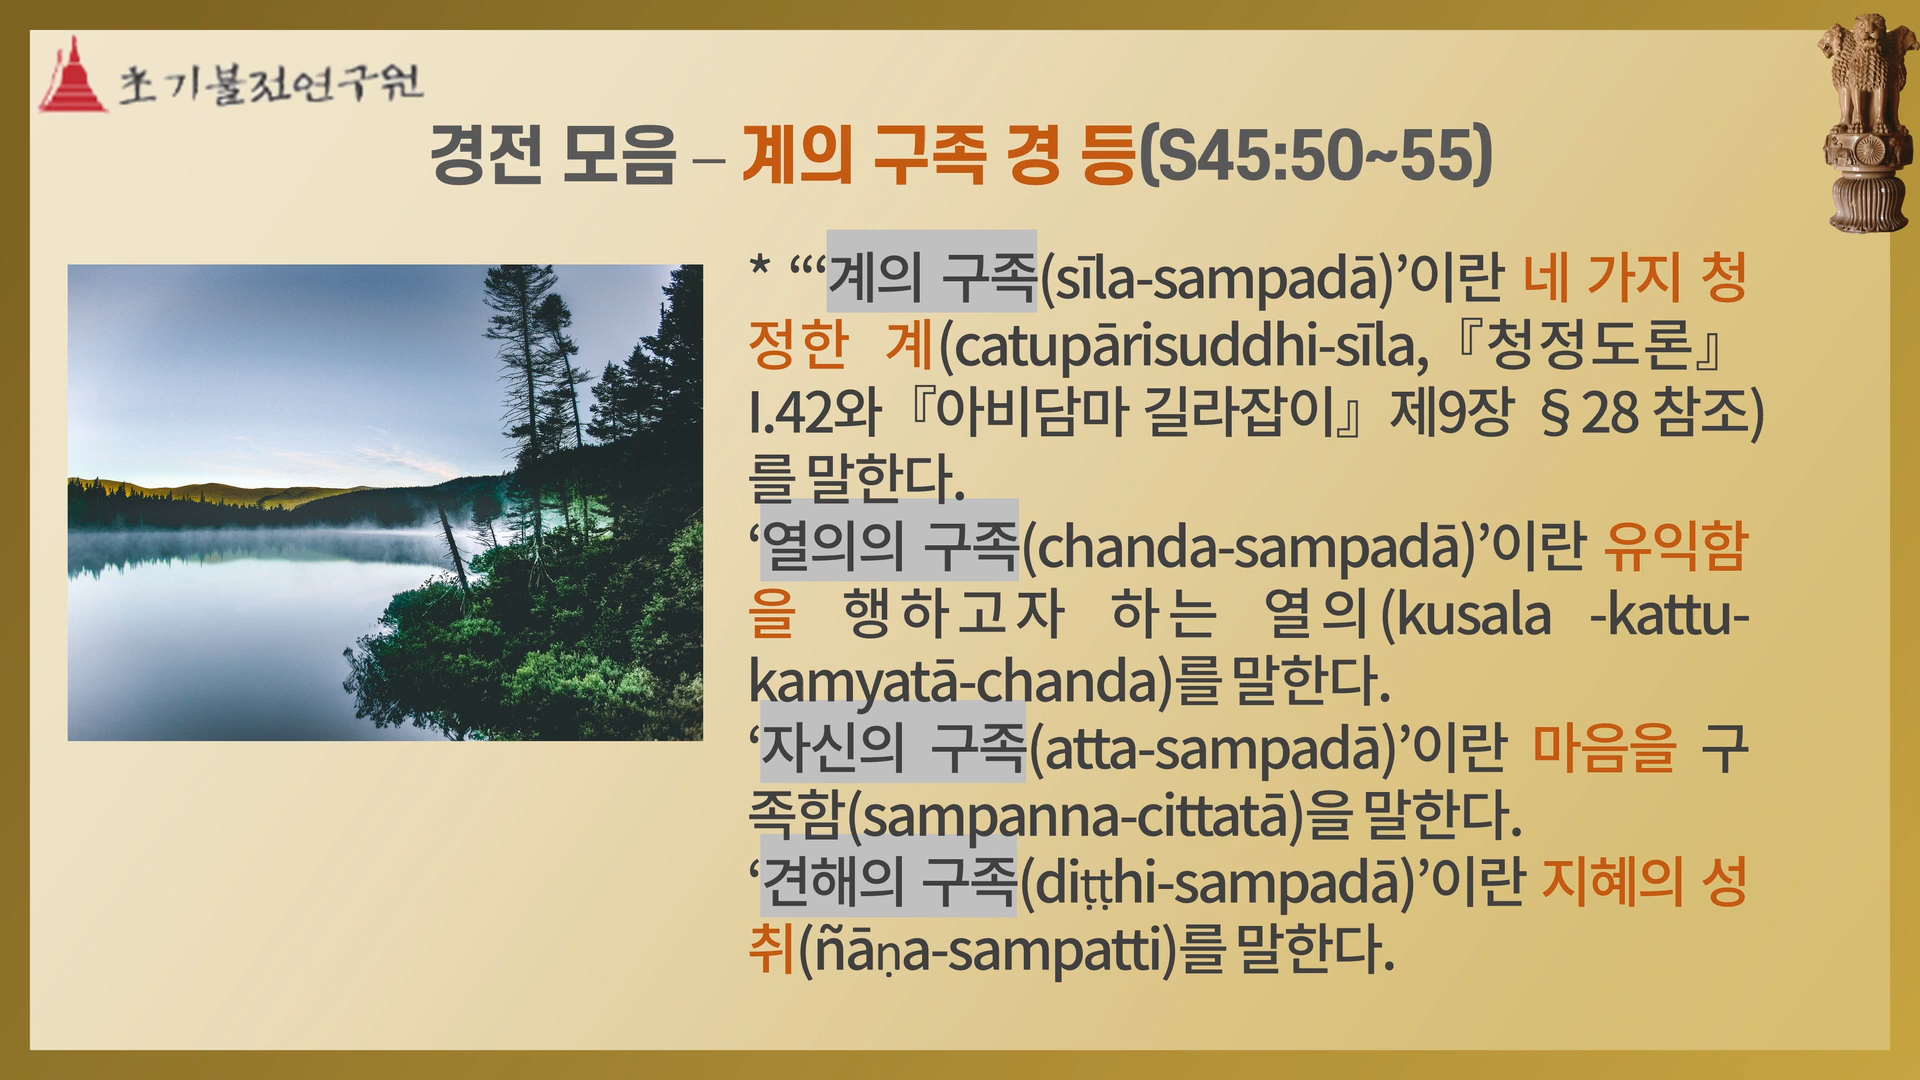 초기불전연구원
경전 모음 – 계의 구족 경 등(S45:50~55)
* “‘계의 구족(sīla-sampadā)’이란 네 가지 청
정한 계(catupārisuddhi-sīla,『청정도론』
I.42와『아비담마 길라잡이』제9장 §28 참조)
를 말한다.
‘열의의 구족(chanda-sampadā)’이란 유익함
을 행하고자 하는 열의(kusala -kattu-
kamyatā-chanda)를 말한다.
‘자신의 구족(atta-sampadā)’이란 마음을 구
족함(sampanna-cittatā)을 말한다.
‘견해의 구족(diṭṭhi-sampadā)’이란 지혜의 성
취(ñāṇa-sampatti)를 말한다.